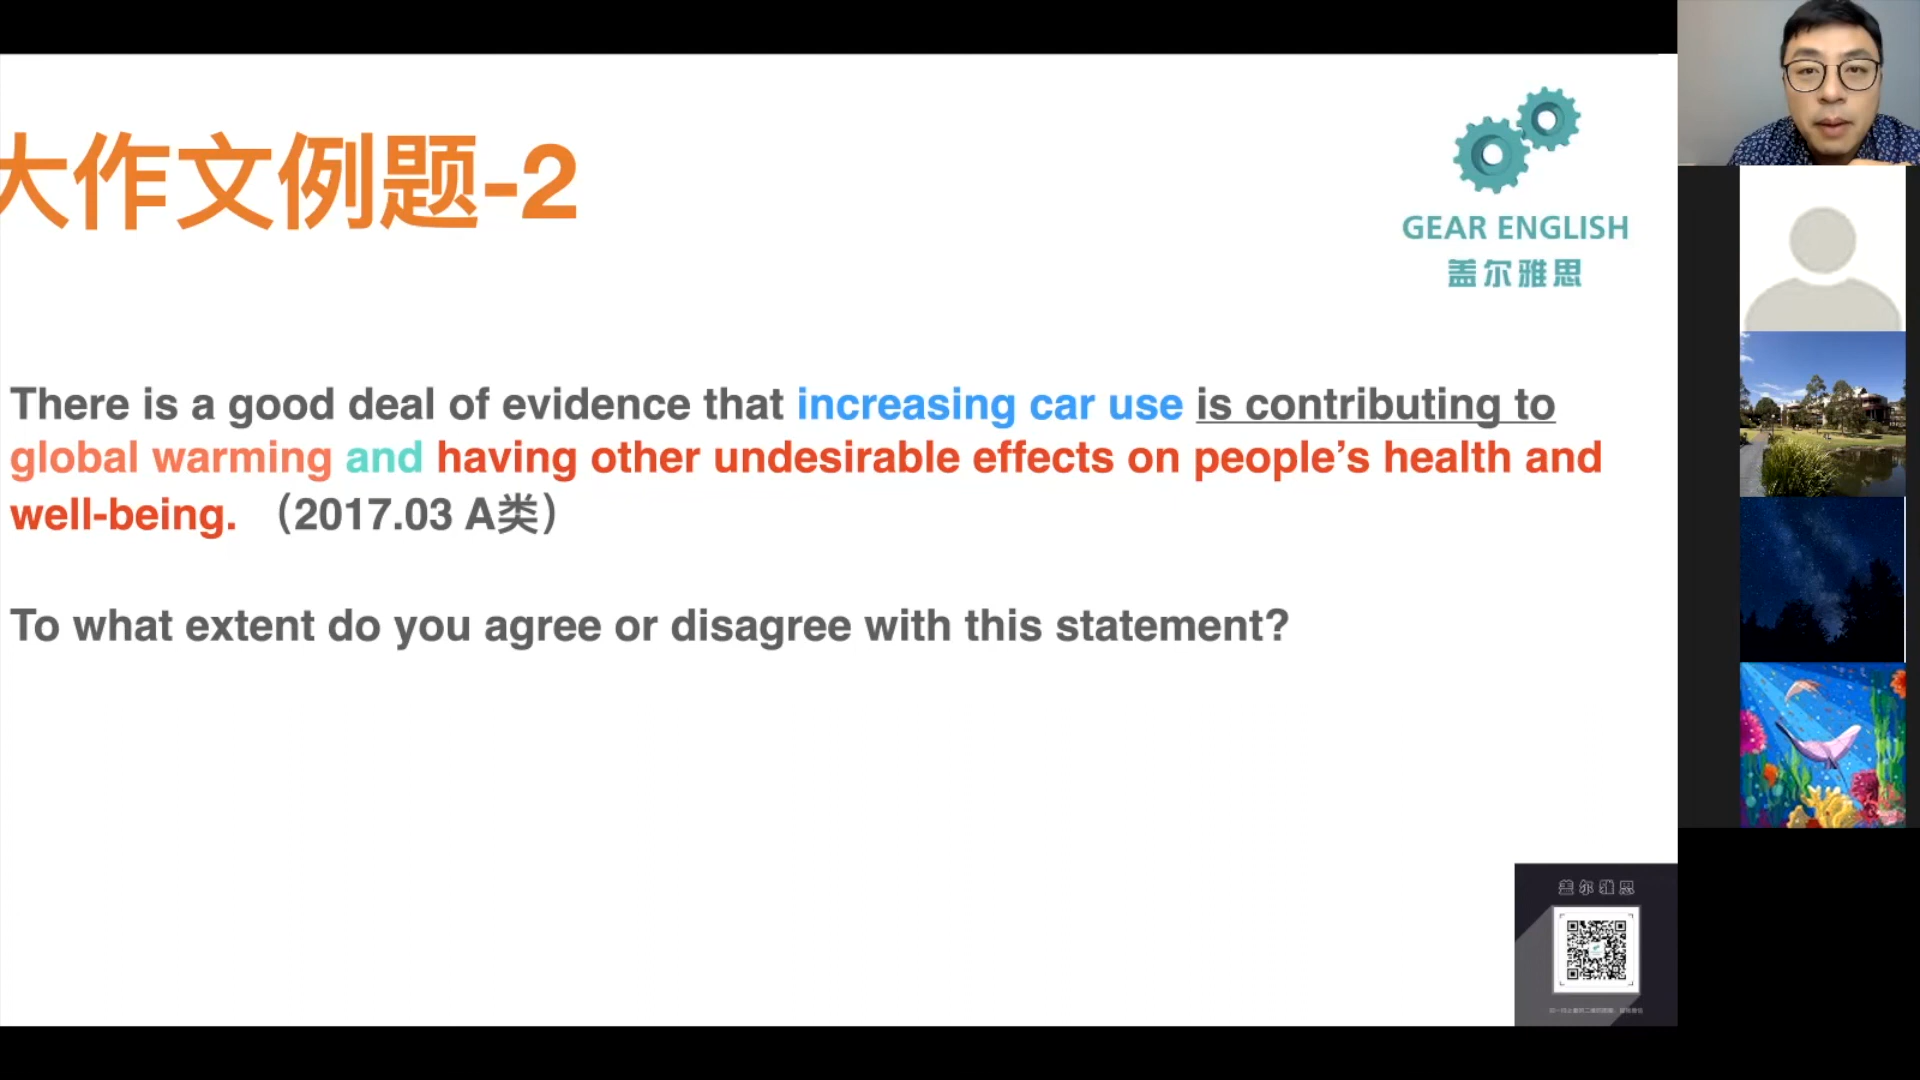 大作文例题-2
GEAR ENGLISH
盖尔雅思
There is a good deal of evidence that increasing car use is contributing to
global warming and having other undesirable effects on people’s health and
well-being. （2017.03 A类）
To what extent do you agree or disagree with this statement?
盖尔雅思